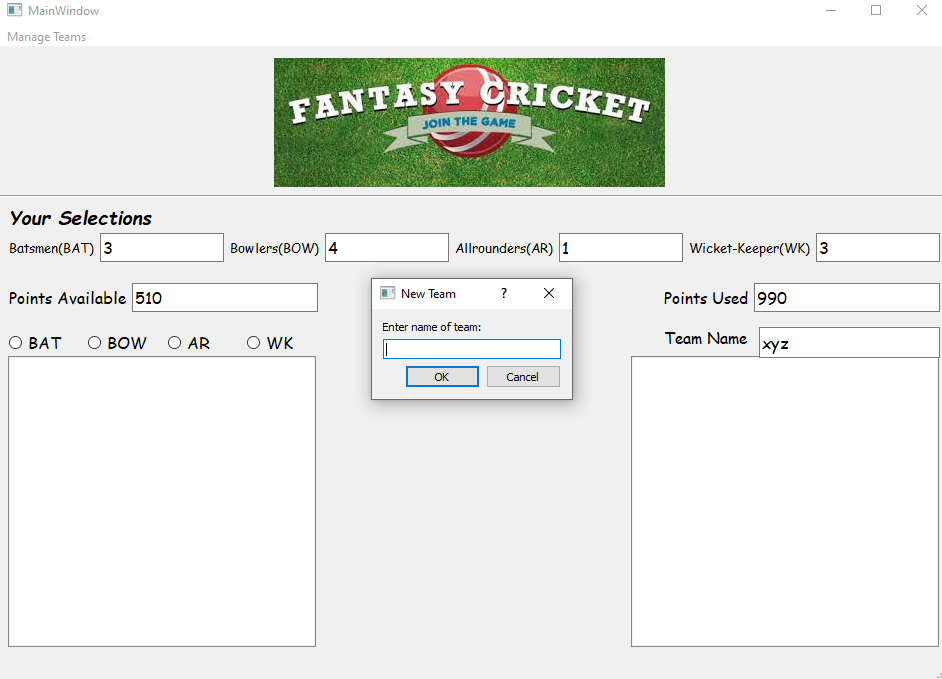 MainWindow
Manage Teams
FANTASY CRICKET
JOIN THE GAME
Your Selections
Batsmen(BAT) 3 Bowlers(BOW) 4 Allrounders(AR) 1 Wicket-Keeper(WK) 3
Points Available 510 Points Used 990
New Team ?
Enter name of team:
OK Cancel
BAT BOW AR WK Team Name xyz